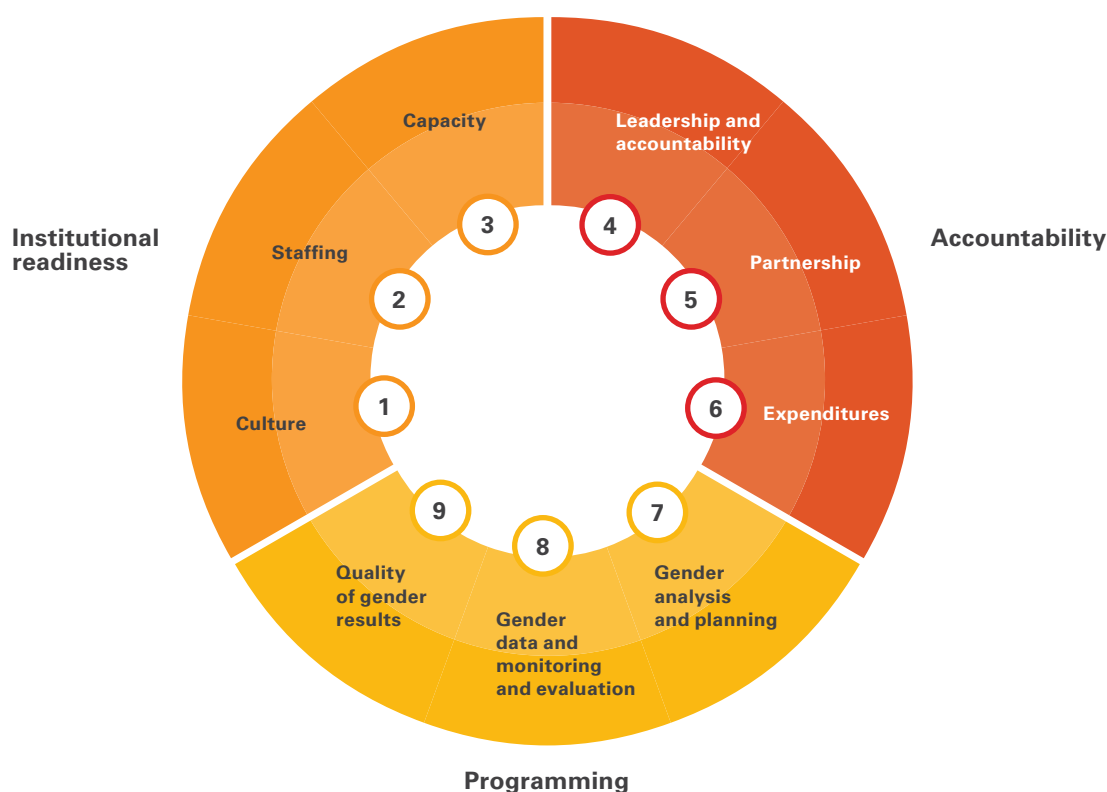 Capacity
Leadership and
accountability
3
4
Institutional
readiness
Staffing
Partnership
Accountability
2
5
1
6
Culture
Expenditures
9
8
7
Quality
of gender
results
Gender
data and
monitoring
and evaluation
Gender
analysis
and planning
Programming